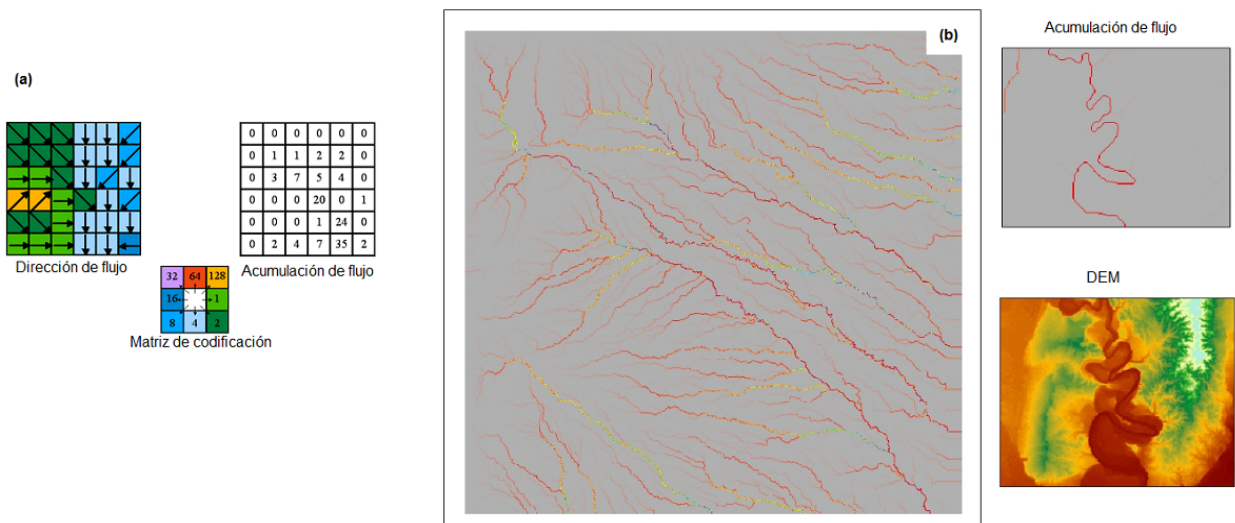 (a)
Dirección de flujo
0 0 0 0 0 0
0 1 1 2 2 0
0 3 7 5 4 0
0 0 0 20 0 1
0 0 0 1 24 0
0 2 4 7 35 2
Acumulación de flujo
32 64 128
16 1
8 4 2
Matriz de codificación
(b)
Acumulación de flujo
DEM